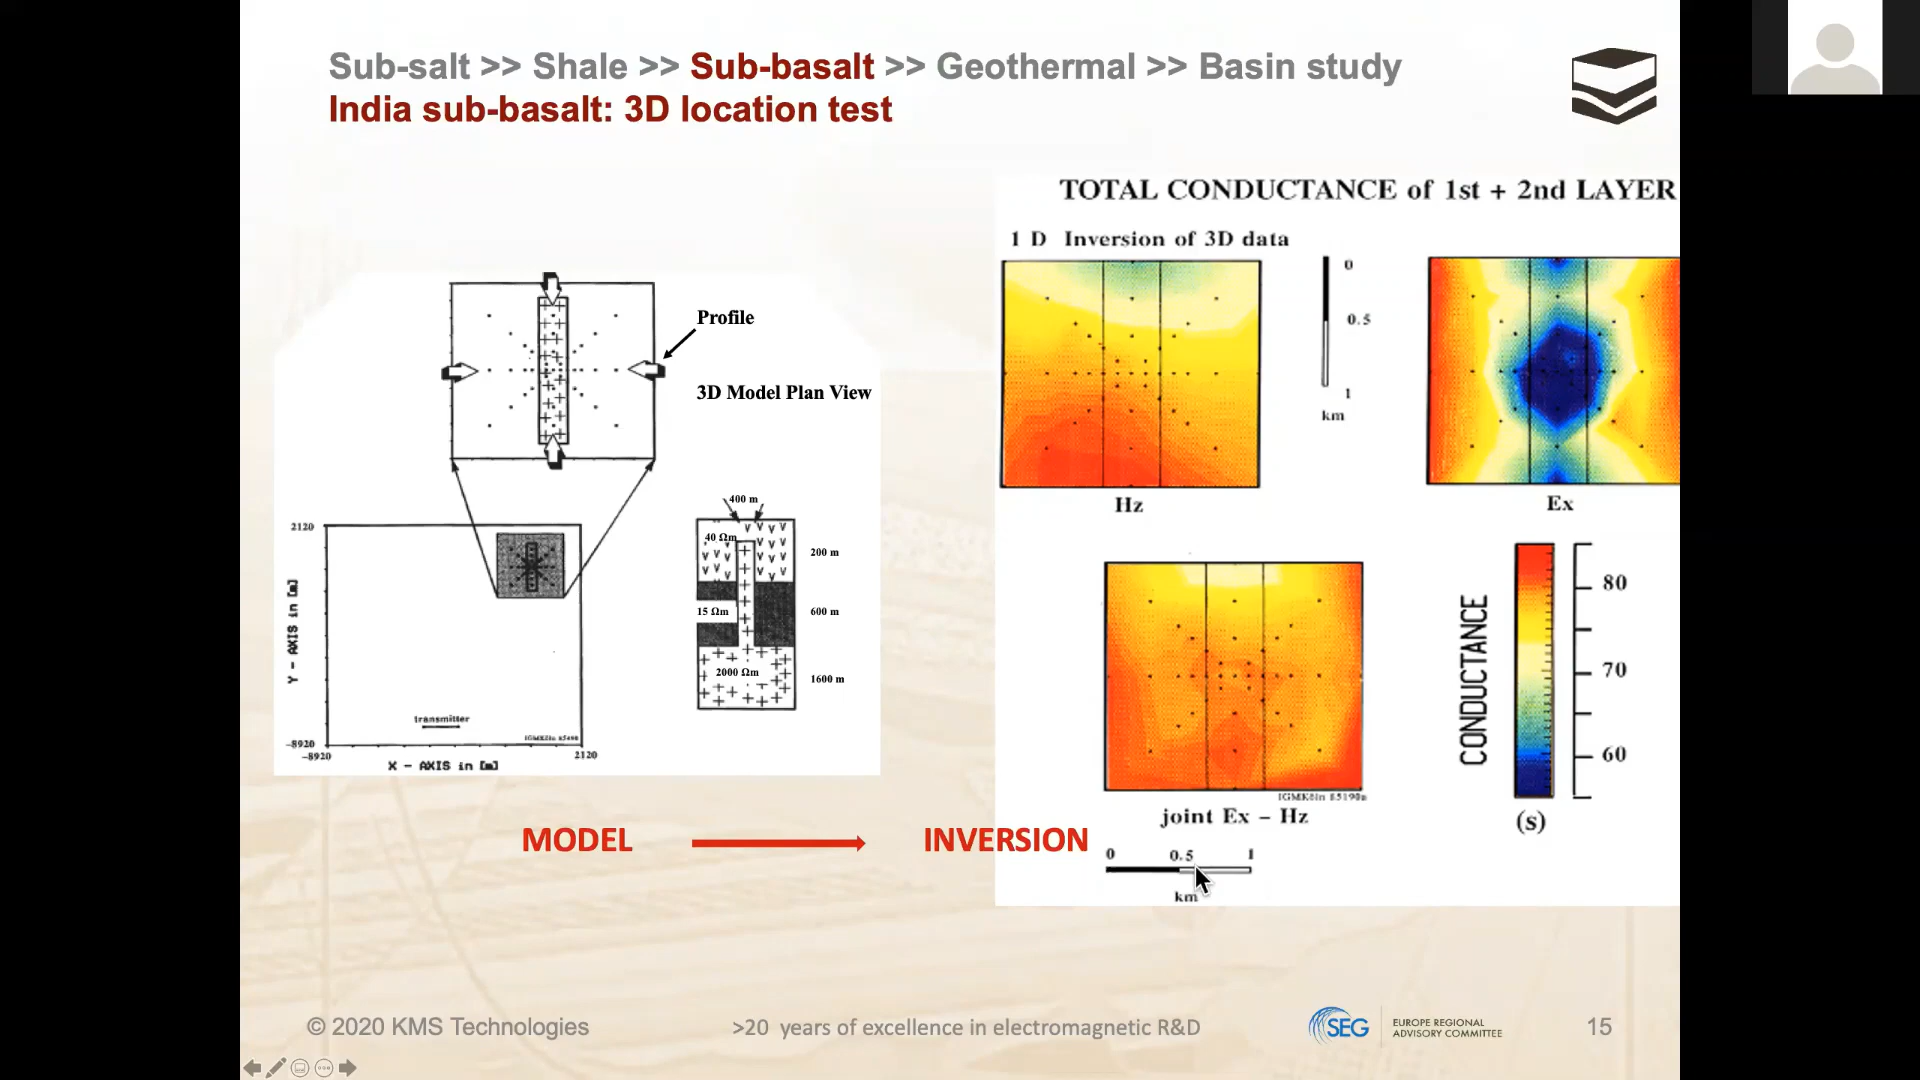 Sub-salt >> Shale >> Sub-basalt >> Geothermal >> Basin study
India sub-basalt: 3D location test
Profile
3D Model Plan View
400 m
40 Ωm
200 m
15 Ωm
600 m
2000 Ωm
1600 m
2120
Y - AXIS in [m]
transmitter
-8920
-8920
X - AXIS in [m]
2120
TOTAL CONDUCTANCE of 1st + 2nd LAYER
1 D Inversion of 3D data
0
0.5
1
km
Hz
Ex
joint Ex - Hz
0 0.5 1
km
CONDUCTANCE
80
70
60
(s)
MODEL
INVERSION
© 2020 KMS Technologies
>20 years of excellence in electromagnetic R&D
SEG
EUROPE REGIONAL
ADVISORY COMMITTEE
15